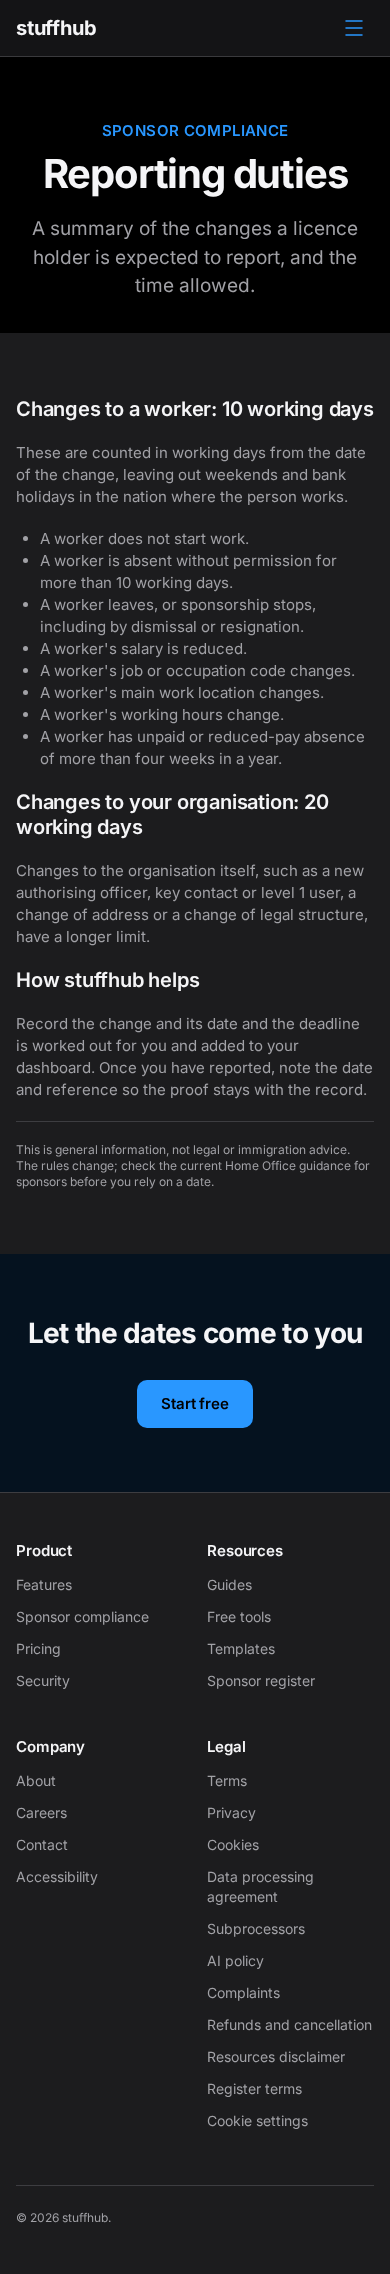 stuffhub
SPONSOR COMPLIANCE
Reporting duties
A summary of the changes a licence
holder is expected to report, and the
time allowed.
Changes to a worker: 10 working days
These are counted in working days from the date
of the change, leaving out weekends and bank
holidays in the nation where the person works.
• A worker does not start work.
• A worker is absent without permission for
more than 10 working days.
• A worker leaves, or sponsorship stops,
including by dismissal or resignation.
• A worker's salary is reduced.
• A worker's job or occupation code changes.
• A worker's main work location changes.
• A worker's working hours change.
• A worker has unpaid or reduced-pay absence
of more than four weeks in a year.
Changes to your organisation: 20
working days
Changes to the organisation itself, such as a new
authorising officer, key contact or level 1 user, a
change of address or a change of legal structure,
have a longer limit.
How stuffhub helps
Record the change and its date and the deadline
is worked out for you and added to your
dashboard. Once you have reported, note the date
and reference so the proof stays with the record.
This is general information, not legal or immigration advice.
The rules change; check the current Home Office guidance for
sponsors before you rely on a date.
Let the dates come to you
Start free
Product
Features
Sponsor compliance
Pricing
Security
Resources
Guides
Free tools
Templates
Sponsor register
Company
About
Careers
Contact
Accessibility
Legal
Terms
Privacy
Cookies
Data processing
agreement
Subprocessors
AI policy
Complaints
Refunds and cancellation
Resources disclaimer
Register terms
Cookie settings
© 2026 stuffhub.